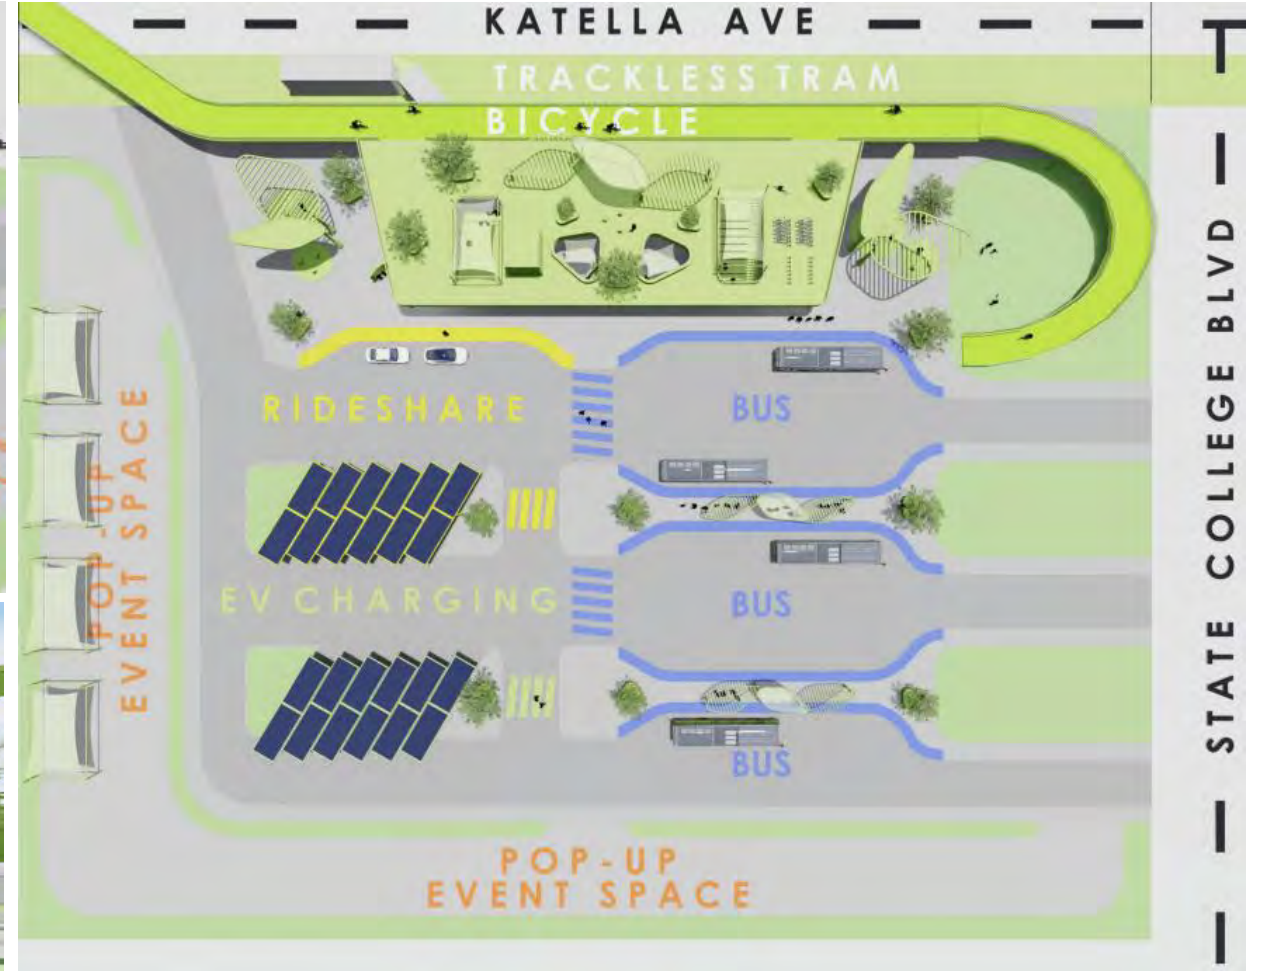 KATELLA AVE
TRACKLESS TRAM
BICYCLE
RIDESHARE
BUS
POP-UP
EVENT SPACE
EV CHARGING
BUS
BUS
STATE COLLEGE BLVD
POP-UP
EVENT SPACE